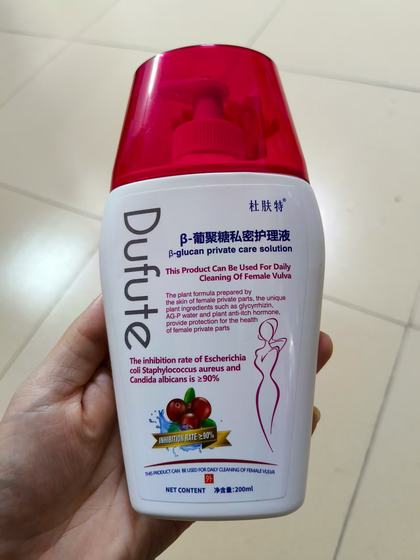 杜肤特®
Dufute
β-葡聚糖私密护理液
β-glucan private care solution
This Product Can Be Used For Daily
Cleaning Of Female Vulva
The plant formula prepared by
the skin of female private parts, the unique
plant ingredients such as glycyrrhizin,
AG-P water and plant anti-itch hormone,
provide protection for the health
of female private parts
The inhibition rate of Escherichia
coli Staphylococcus aureus and
Candida albicans is ≥90%
INHIBITION RATE ≥90%
THIS PRODUCT CAN BE USED FOR DAILY CLEANING OF FEMALE VULVA
外
NET CONTENT 净含量:200ml